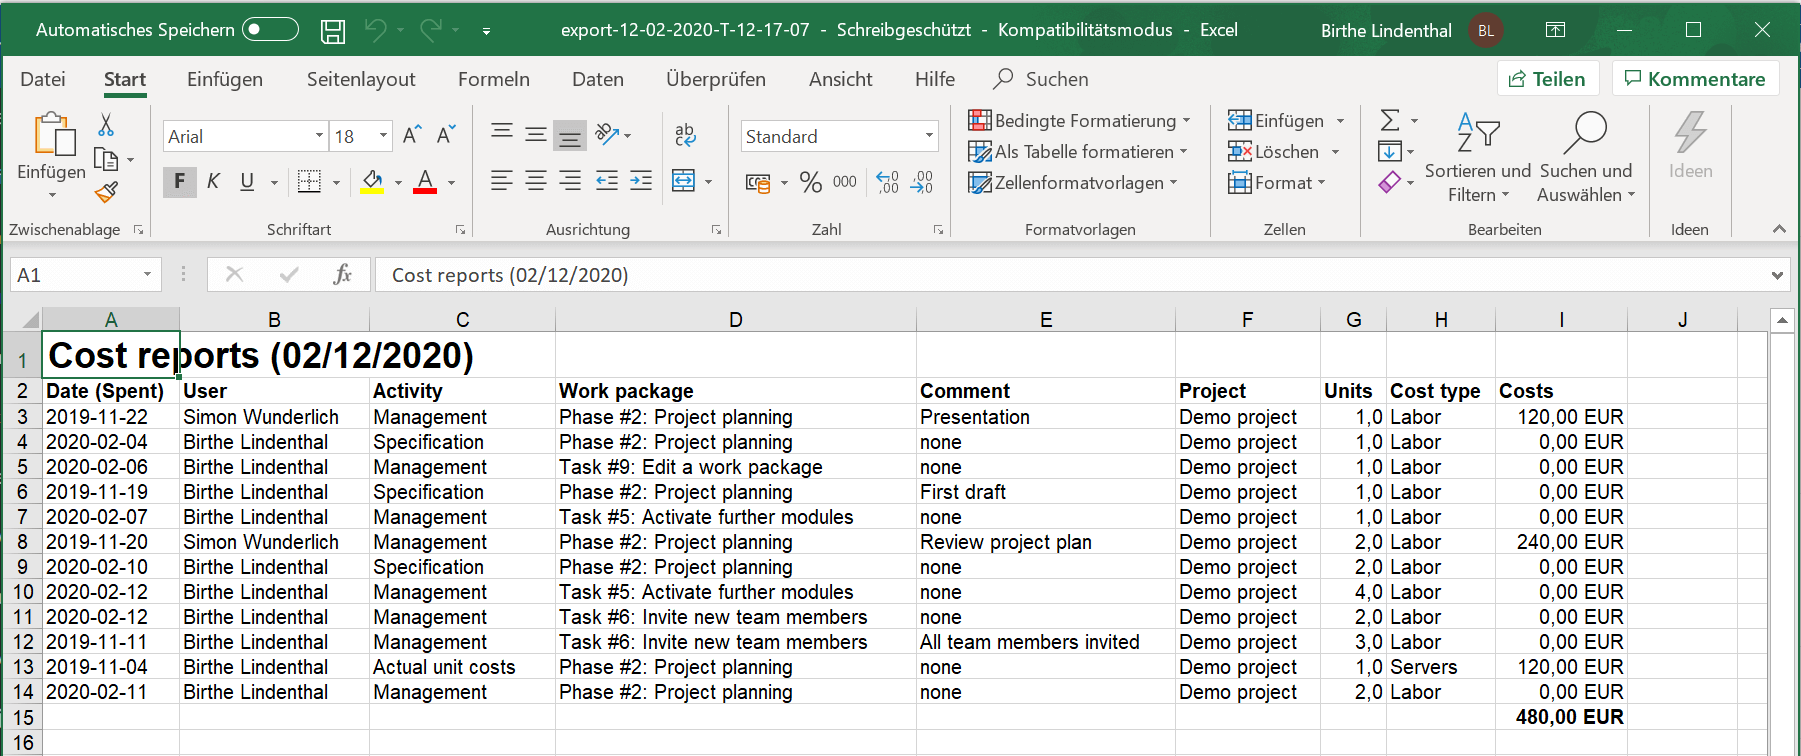 Automatisches Speichern export-12-02-2020-T-12-17-07 - Schreibgeschützt - Kompatibilitätsmodus - Excel Birthe Lindenthal BL
Datei Start Einfügen Seitenlayout Formeln Daten Überprüfen Ansicht Hilfe Suchen Teilen Kommentare
Einfügen
Zwischenablage
Arial 18 A A
F K U A
Schriftart
ab
Ausrichtung
Standard
% 000 0 ,00 ,00 0
Zahl
Bedingte Formatierung
Als Tabelle formatieren
Zellenformatvorlagen
Formatvorlagen
Einfügen
Löschen
Format
Zellen
Σ
Sortieren und
Filtern
Suchen und
Auswählen
Bearbeiten
Ideen
Ideen
A1 fx Cost reports (02/12/2020)
A B C D E F G H I J
1 Cost reports (02/12/2020)
2 Date (Spent) User Activity Work package Comment Project Units Cost type Costs
3 2019-11-22 Simon Wunderlich Management Phase #2: Project planning Presentation Demo project 1,0 Labor 120,00 EUR
4 2020-02-04 Birthe Lindenthal Specification Phase #2: Project planning none Demo project 1,0 Labor 0,00 EUR
5 2020-02-06 Birthe Lindenthal Management Task #9: Edit a work package none Demo project 1,0 Labor 0,00 EUR
6 2019-11-19 Birthe Lindenthal Specification Phase #2: Project planning First draft Demo project 1,0 Labor 0,00 EUR
7 2020-02-07 Birthe Lindenthal Management Task #5: Activate further modules none Demo project 1,0 Labor 0,00 EUR
8 2019-11-20 Simon Wunderlich Management Phase #2: Project planning Review project plan Demo project 2,0 Labor 240,00 EUR
9 2020-02-10 Birthe Lindenthal Specification Phase #2: Project planning none Demo project 2,0 Labor 0,00 EUR
10 2020-02-12 Birthe Lindenthal Management Task #5: Activate further modules none Demo project 4,0 Labor 0,00 EUR
11 2020-02-12 Birthe Lindenthal Management Task #6: Invite new team members none Demo project 2,0 Labor 0,00 EUR
12 2019-11-11 Birthe Lindenthal Management Task #6: Invite new team members All team members invited Demo project 3,0 Labor 0,00 EUR
13 2019-11-04 Birthe Lindenthal Actual unit costs Phase #2: Project planning none Demo project 1,0 Servers 120,00 EUR
14 2020-02-11 Birthe Lindenthal Management Phase #2: Project planning none Demo project 2,0 Labor 0,00 EUR
15 480,00 EUR
16